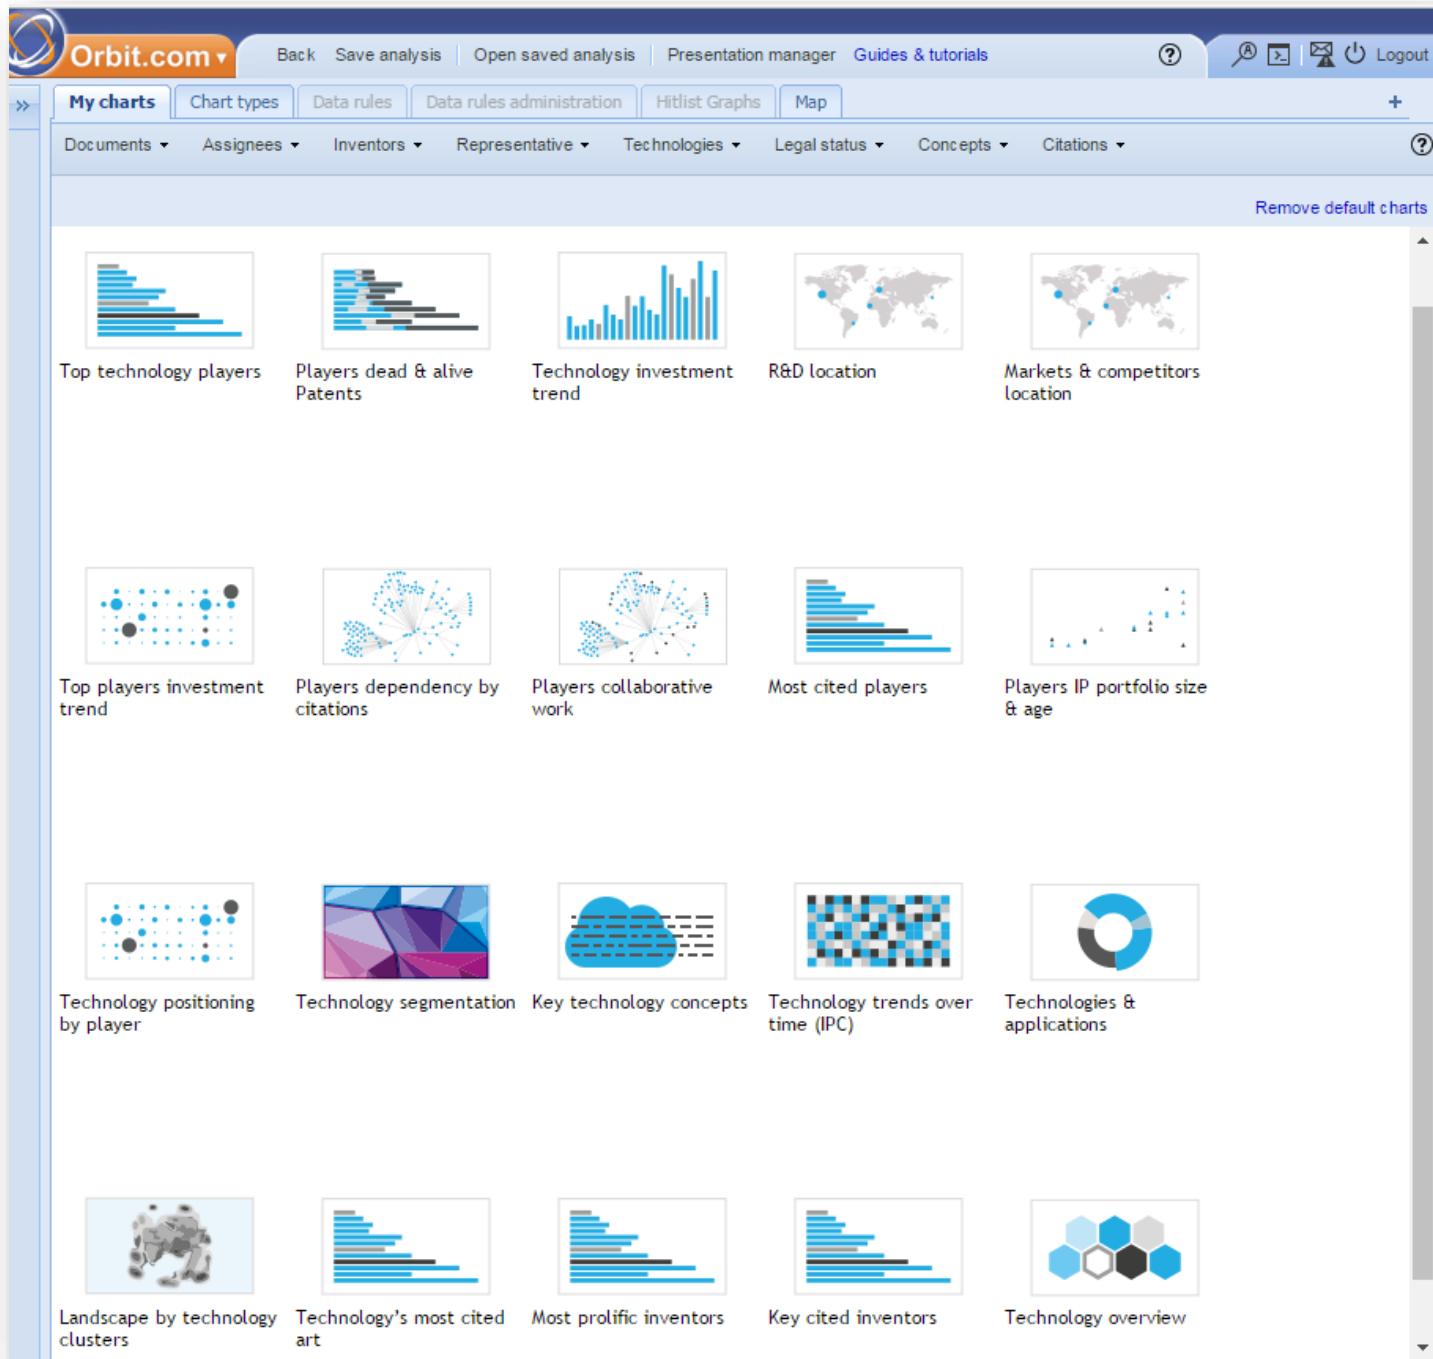 Orbit.com Back Save analysis Open saved analysis Presentation manager Guides & tutorials ? Logout
» My charts Chart types Data rules Data rules administration Hitlist Graphs Map +
Documents Assignees Inventors Representative Technologies Legal status Concepts Citations ?
Remove default charts
Top technology players
Players dead & alive
Patents
Technology investment
trend
R&D location
Markets & competitors
location
Top players investment
trend
Players dependency by
citations
Players collaborative
work
Most cited players
Players IP portfolio size
& age
Technology positioning
by player
Technology segmentation
Key technology concepts
Technology trends over
time (IPC)
Technologies &
applications
Landscape by technology
clusters
Technology's most cited
art
Most prolific inventors
Key cited inventors
Technology overview